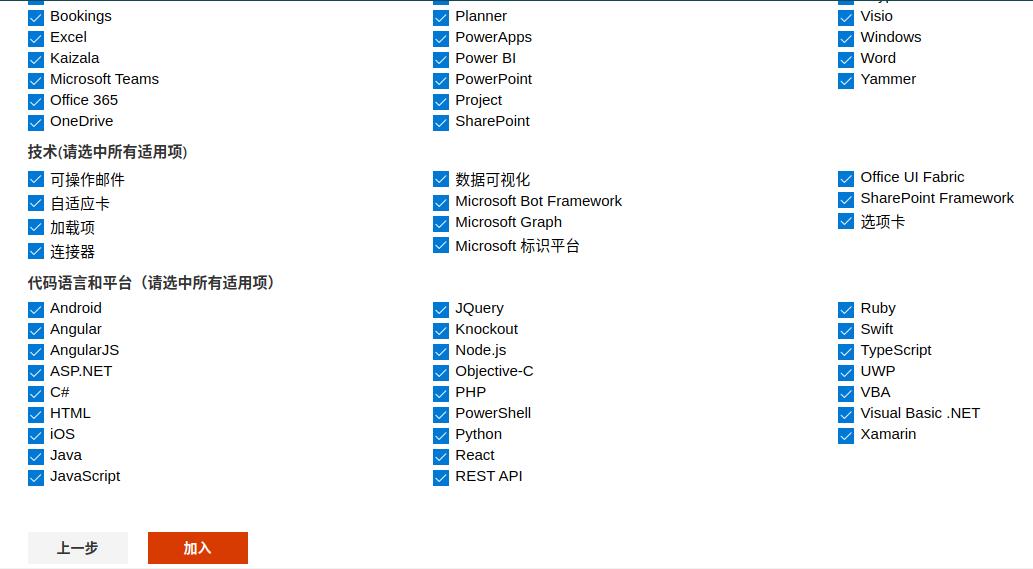 Bookings
Excel
Kaizala
Microsoft Teams
Office 365
OneDrive
Planner
PowerApps
Power BI
PowerPoint
Project
SharePoint
Visio
Windows
Word
Yammer
技术(请选中所有适用项)
可操作邮件
自适应卡
加载项
连接器
数据可视化
Microsoft Bot Framework
Microsoft Graph
Microsoft 标识平台
Office UI Fabric
SharePoint Framework
选项卡
代码语言和平台（请选中所有适用项）
Android
Angular
AngularJS
ASP.NET
C#
HTML
iOS
Java
JavaScript
JQuery
Knockout
Node.js
Objective-C
PHP
PowerShell
Python
React
REST API
Ruby
Swift
TypeScript
UWP
VBA
Visual Basic .NET
Xamarin
上一步
加入